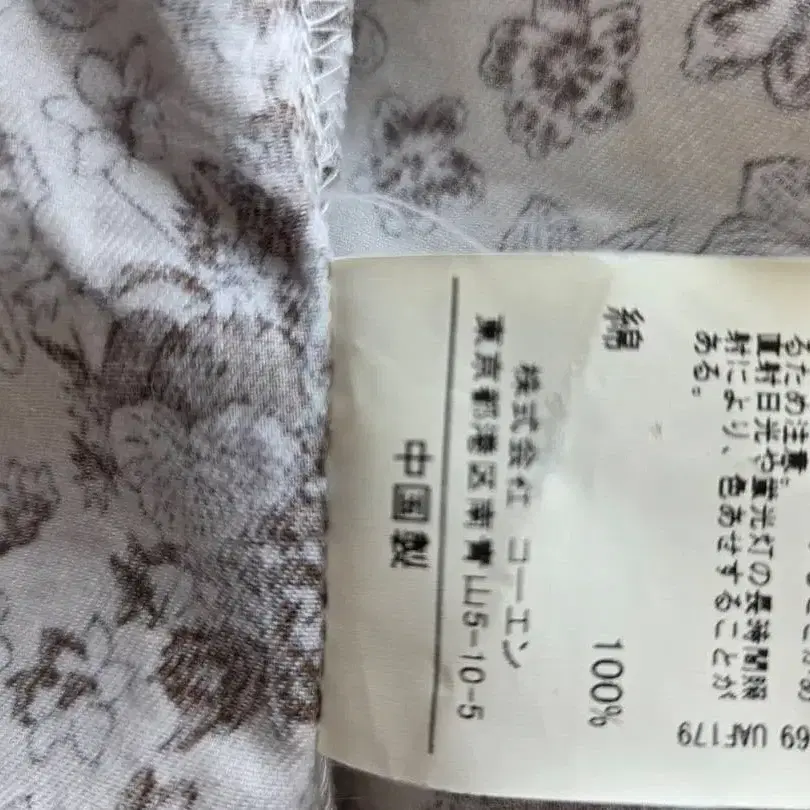 るため注意。
直射日光や蛍光灯の長時間照
射により、色あせすることが
ある。
69 UAF179
綿 100%
株式会社 コーエン
東京都港区南青山5-10-5
中国製